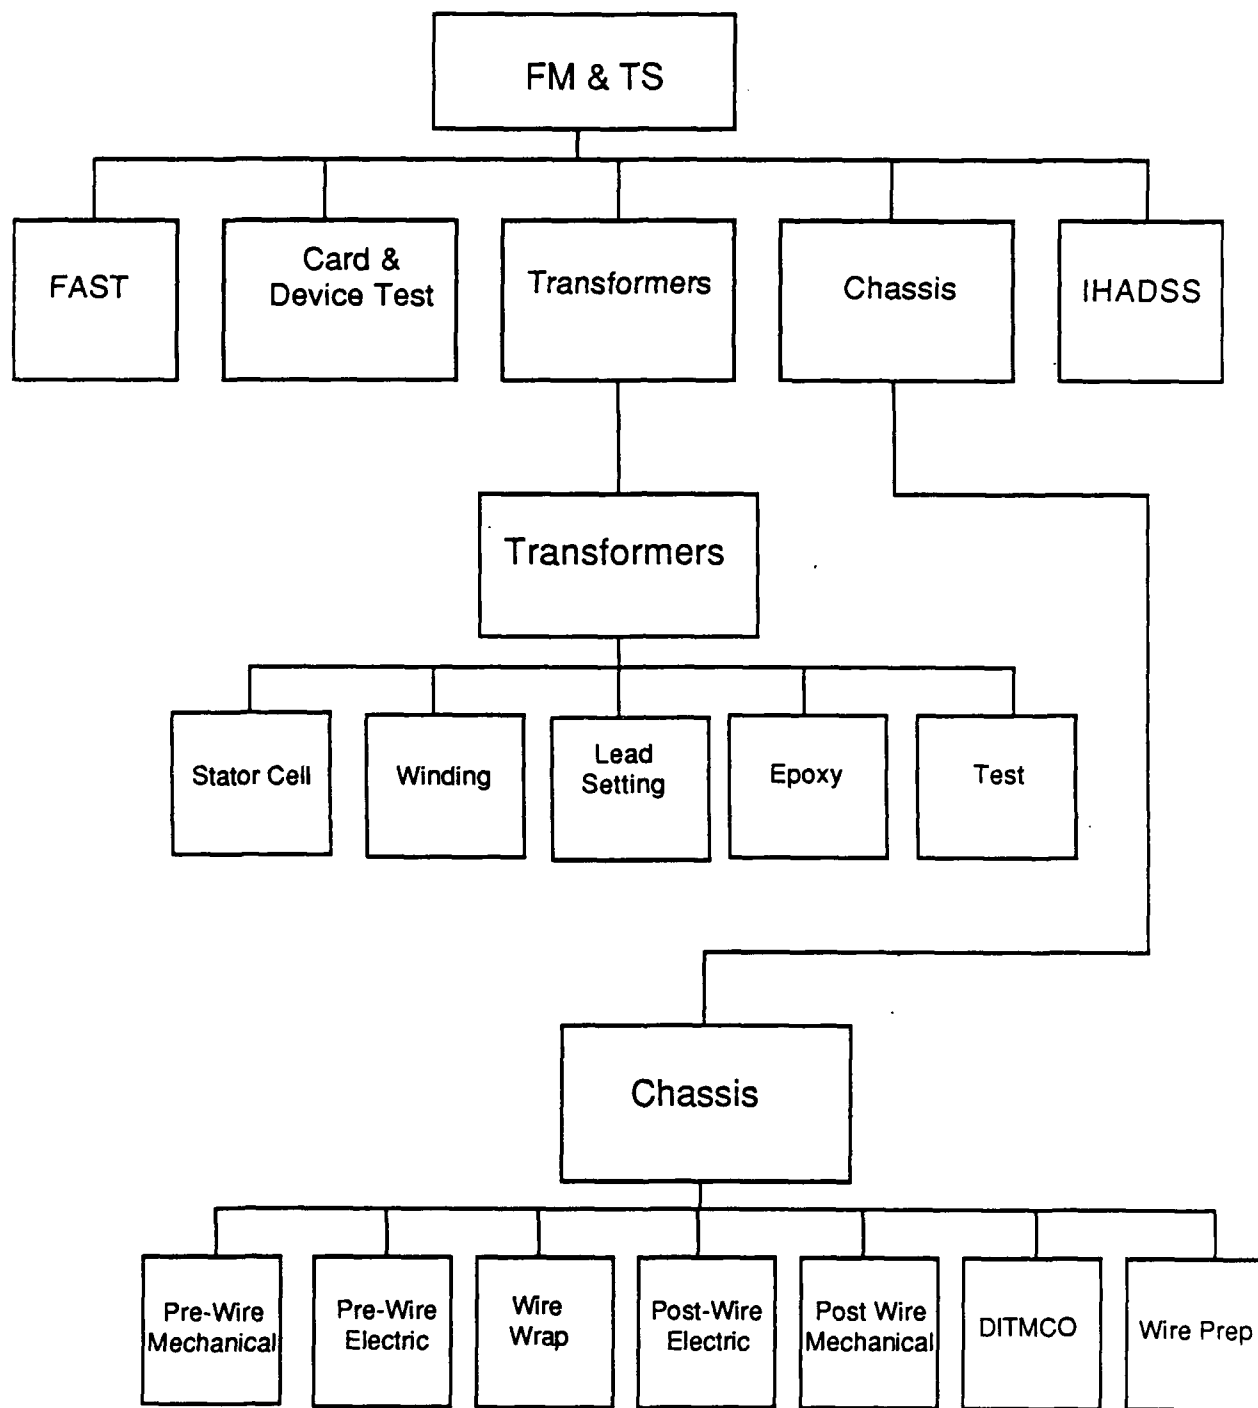 FM & TS
FAST
Card &
Device Test
Transformers
Chassis
IHADSS
Transformers
Stator Cell
Winding
Lead
Setting
Epoxy
Test
Chassis
Pre-Wire
Mechanical
Pre-Wire
Electric
Wire
Wrap
Post-Wire
Electric
Post Wire
Mechanical
DITMCO
Wire Prep